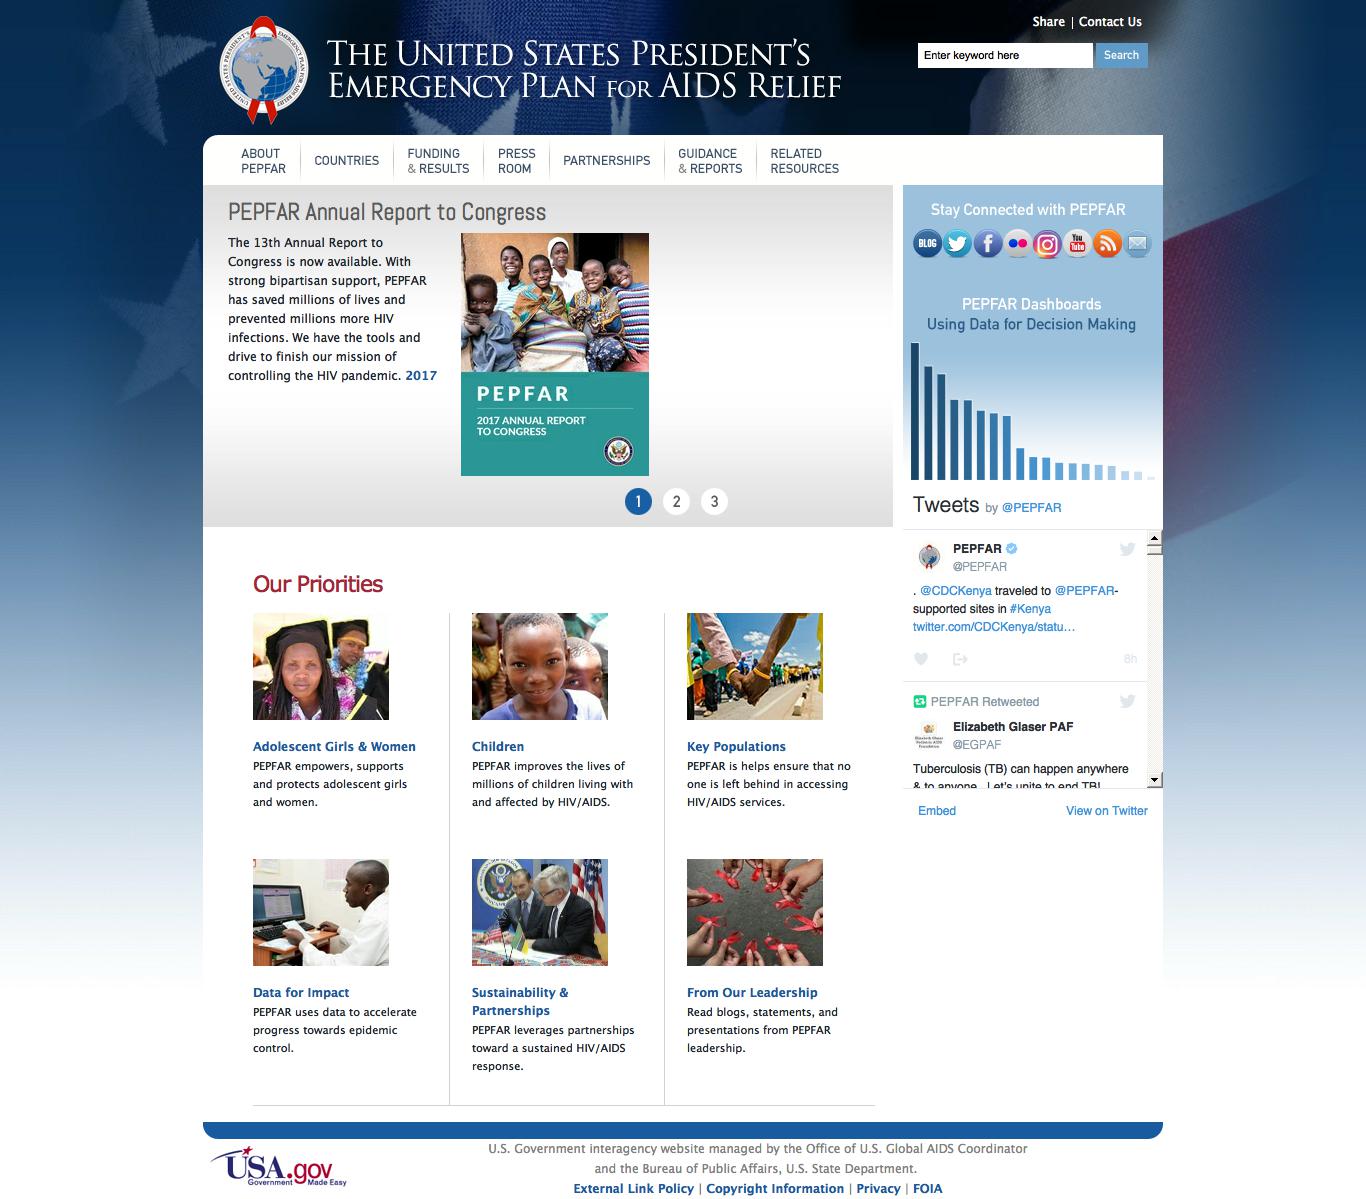 Share | Contact Us
THE UNITED STATES PRESIDENT'S
EMERGENCY PLAN FOR AIDS RELIEF
Enter keyword here
Search
ABOUT
PEPFAR
COUNTRIES
FUNDING
& RESULTS
PRESS
ROOM
PARTNERSHIPS
GUIDANCE
& REPORTS
RELATED
RESOURCES
PEPFAR Annual Report to Congress
The 13th Annual Report to
Congress is now available. With
strong bipartisan support, PEPFAR
has saved millions of lives and
prevented millions more HIV
infections. We have the tools and
drive to finish our mission of
controlling the HIV pandemic. 2017
PEPFAR
2017 ANNUAL REPORT
TO CONGRESS
1 2 3
Stay Connected with PEPFAR
BLOG
You
Tube
PEPFAR Dashboards
Using Data for Decision Making
Tweets by @PEPFAR
PEPFAR
@PEPFAR
. @CDCKenya traveled to @PEPFAR-
supported sites in #Kenya
twitter.com/CDCKenya/statu…
8h
PEPFAR Retweeted
Elizabeth Glaser PAF
@EGPAF
Tuberculosis (TB) can happen anywhere
& to anyone. Let's unite to end TB!
Embed
View on Twitter
Our Priorities
Adolescent Girls & Women
PEPFAR empowers, supports
and protects adolescent girls
and women.
Children
PEPFAR improves the lives of
millions of children living with
and affected by HIV/AIDS.
Key Populations
PEPFAR is helps ensure that no
one is left behind in accessing
HIV/AIDS services.
Data for Impact
PEPFAR uses data to accelerate
progress towards epidemic
control.
Sustainability &
Partnerships
PEPFAR leverages partnerships
toward a sustained HIV/AIDS
response.
From Our Leadership
Read blogs, statements, and
presentations from PEPFAR
leadership.
USA.gov
Government Made Easy
U.S. Government interagency website managed by the Office of U.S. Global AIDS Coordinator
and the Bureau of Public Affairs, U.S. State Department.
External Link Policy | Copyright Information | Privacy | FOIA